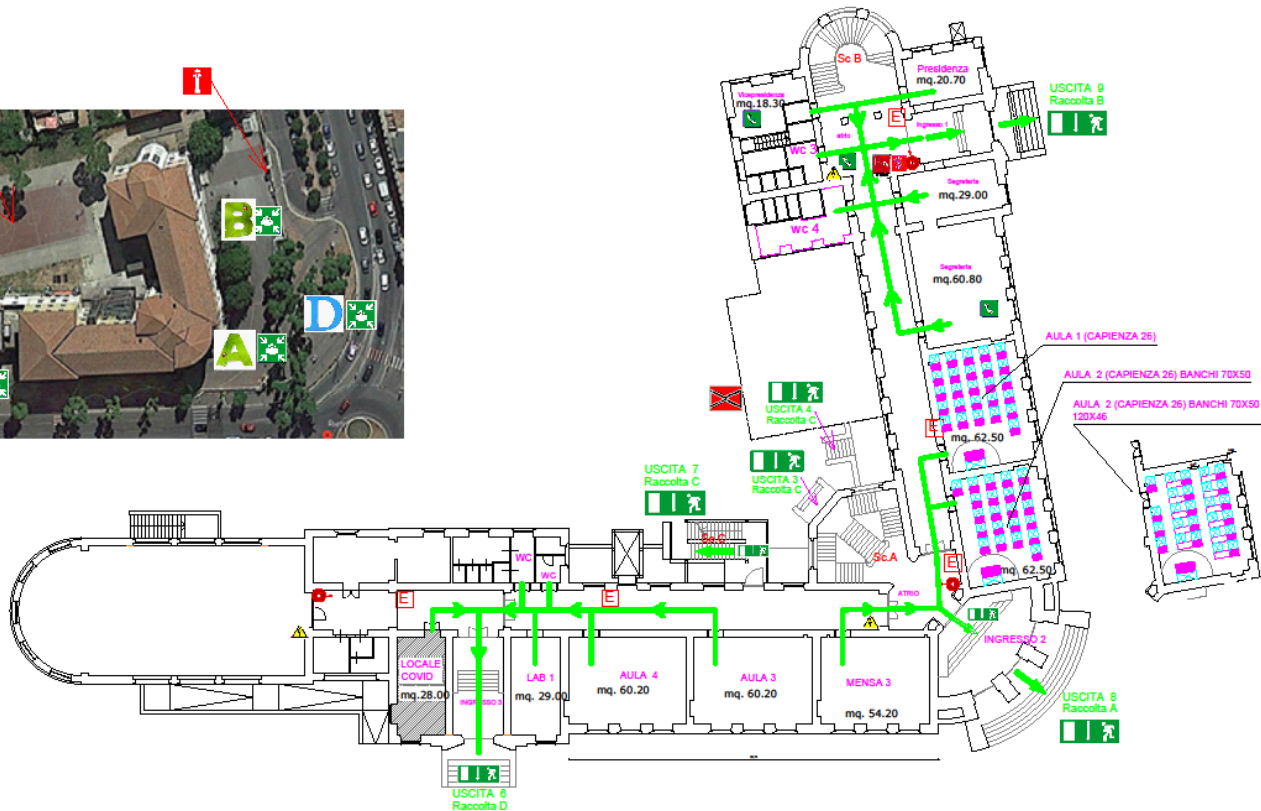 B
D
A
Sc B
Presidenza
mq.20.70
Vicepresidenza
mq.18.30
E
Ingresso 1
atrio
wc 3
USCITA 9
Raccolta B
Segreteria
mq.29.00
wc 4
Segreteria
mq.60.80
AULA 1 (CAPIENZA 26)
AULA 2 (CAPIENZA 26) BANCHI 70X50
AULA 2 (CAPIENZA 26) BANCHI 70X50
120X46
E
mq. 62.50
USCITA 4
Raccolta C
USCITA 3
Raccolta C
USCITA 7
Raccolta C
Sc.C
Sc.A
E
mq. 62.50
WC
WC
E
E
ATRIO
INGRESSO 2
LOCALE
COVID
mq.28.00
INGRESSO 3
LAB 1
mq. 29.00
AULA 4
mq. 60.20
AULA 3
mq. 60.20
MENSA 3
mq. 54.20
USCITA 8
Raccolta A
USCITA 6
Raccolta D